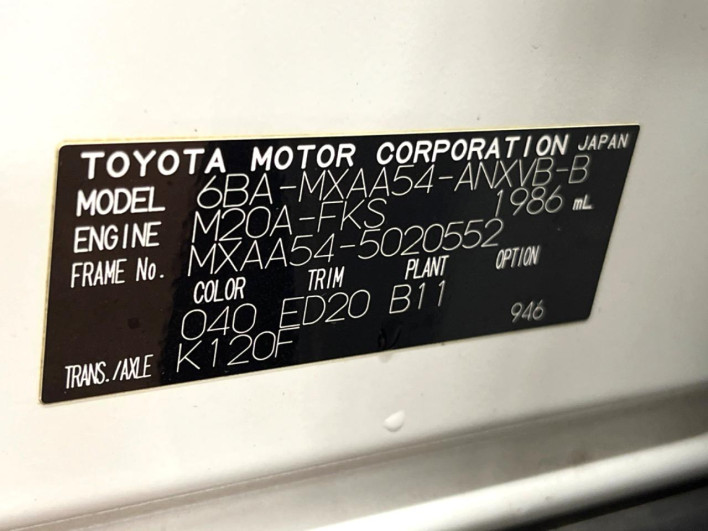 TOYOTA MOTOR CORPORATION JAPAN
MODEL 6BA-MXAA54-ANXVB-B
ENGINE M20A-FKS 1986 mL
FRAME No. MXAA54-5020552
COLOR TRIM PLANT OPTION
040 ED20 B11 946
TRANS./AXLE K120F